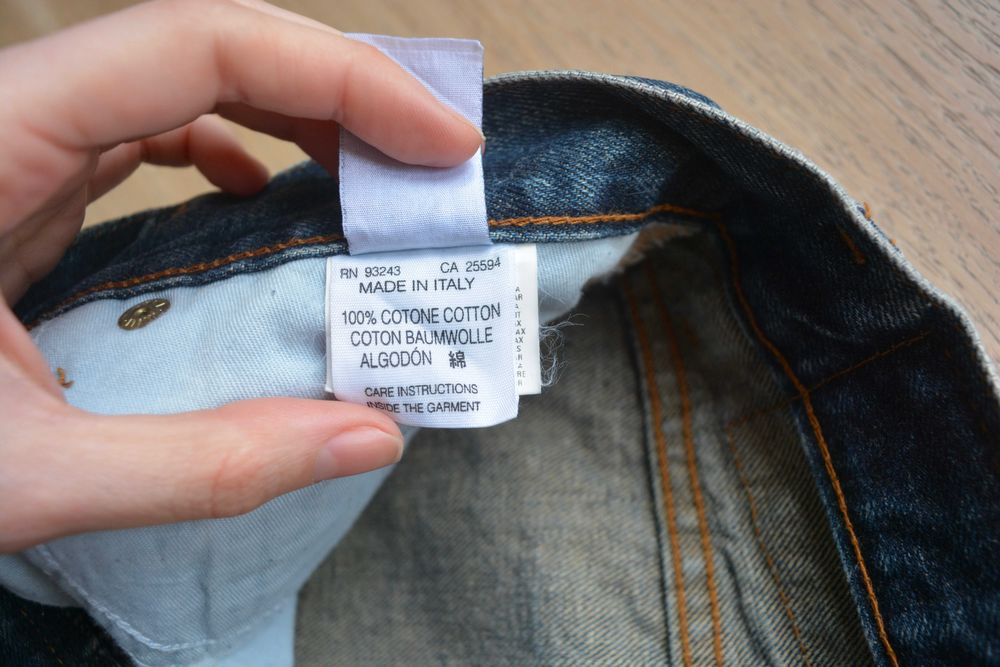 RN 93243 CA 25594
MADE IN ITALY
100% COTONE COTTON
COTON BAUMWOLLE
ALGODÓN 綿
CARE INSTRUCTIONS
INSIDE THE GARMENT